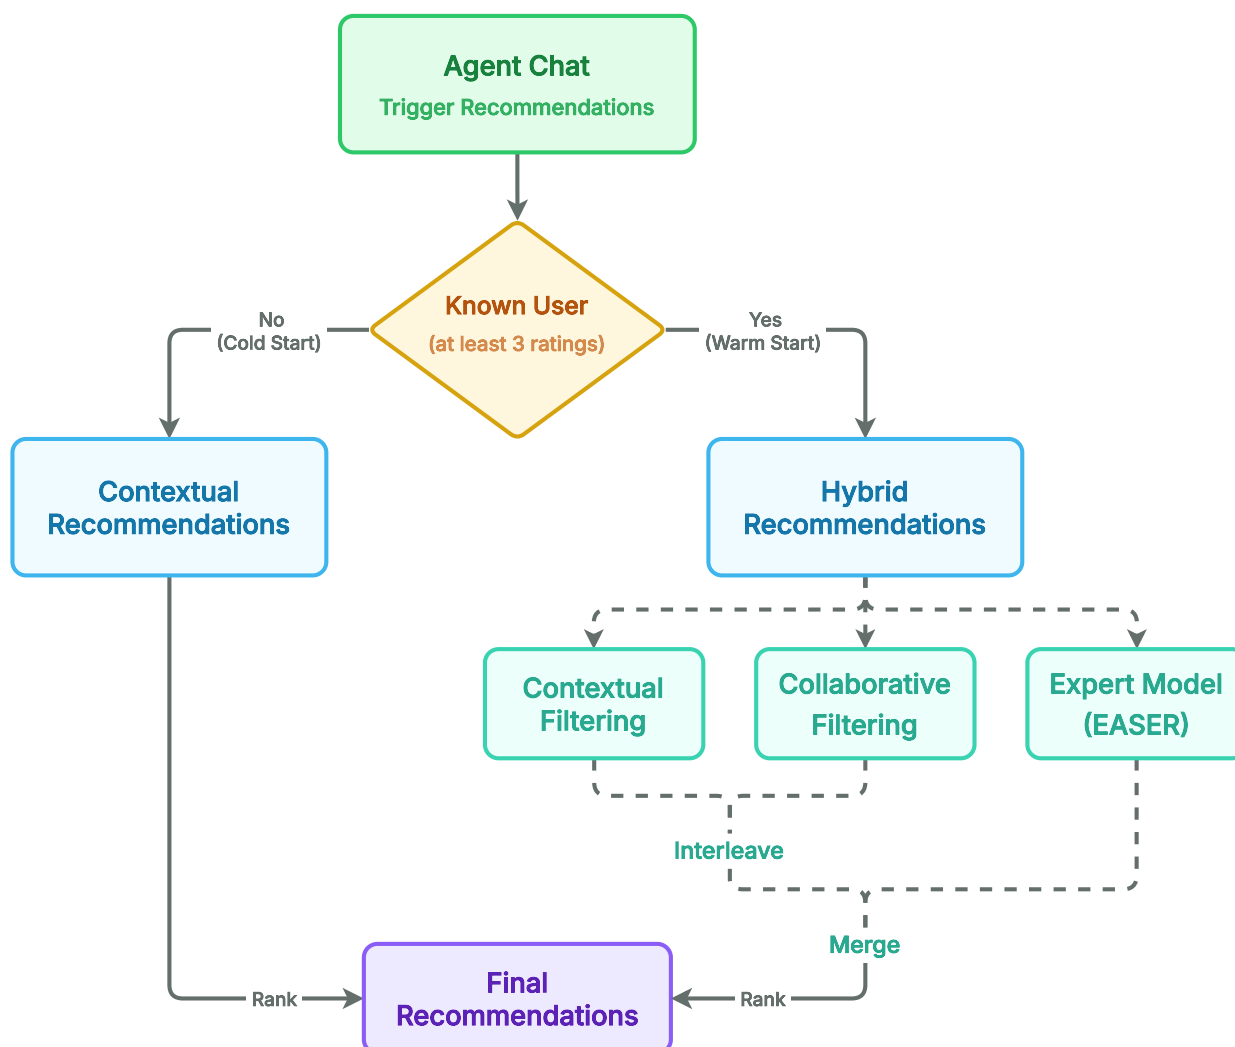 Agent Chat
Trigger Recommendations
Known User
(at least 3 ratings)
No
(Cold Start)
Yes
(Warm Start)
Contextual
Recommendations
Hybrid
Recommendations
Contextual
Filtering
Collaborative
Filtering
Expert Model
(EASER)
Interleave
Merge
Rank
Final
Recommendations
Rank